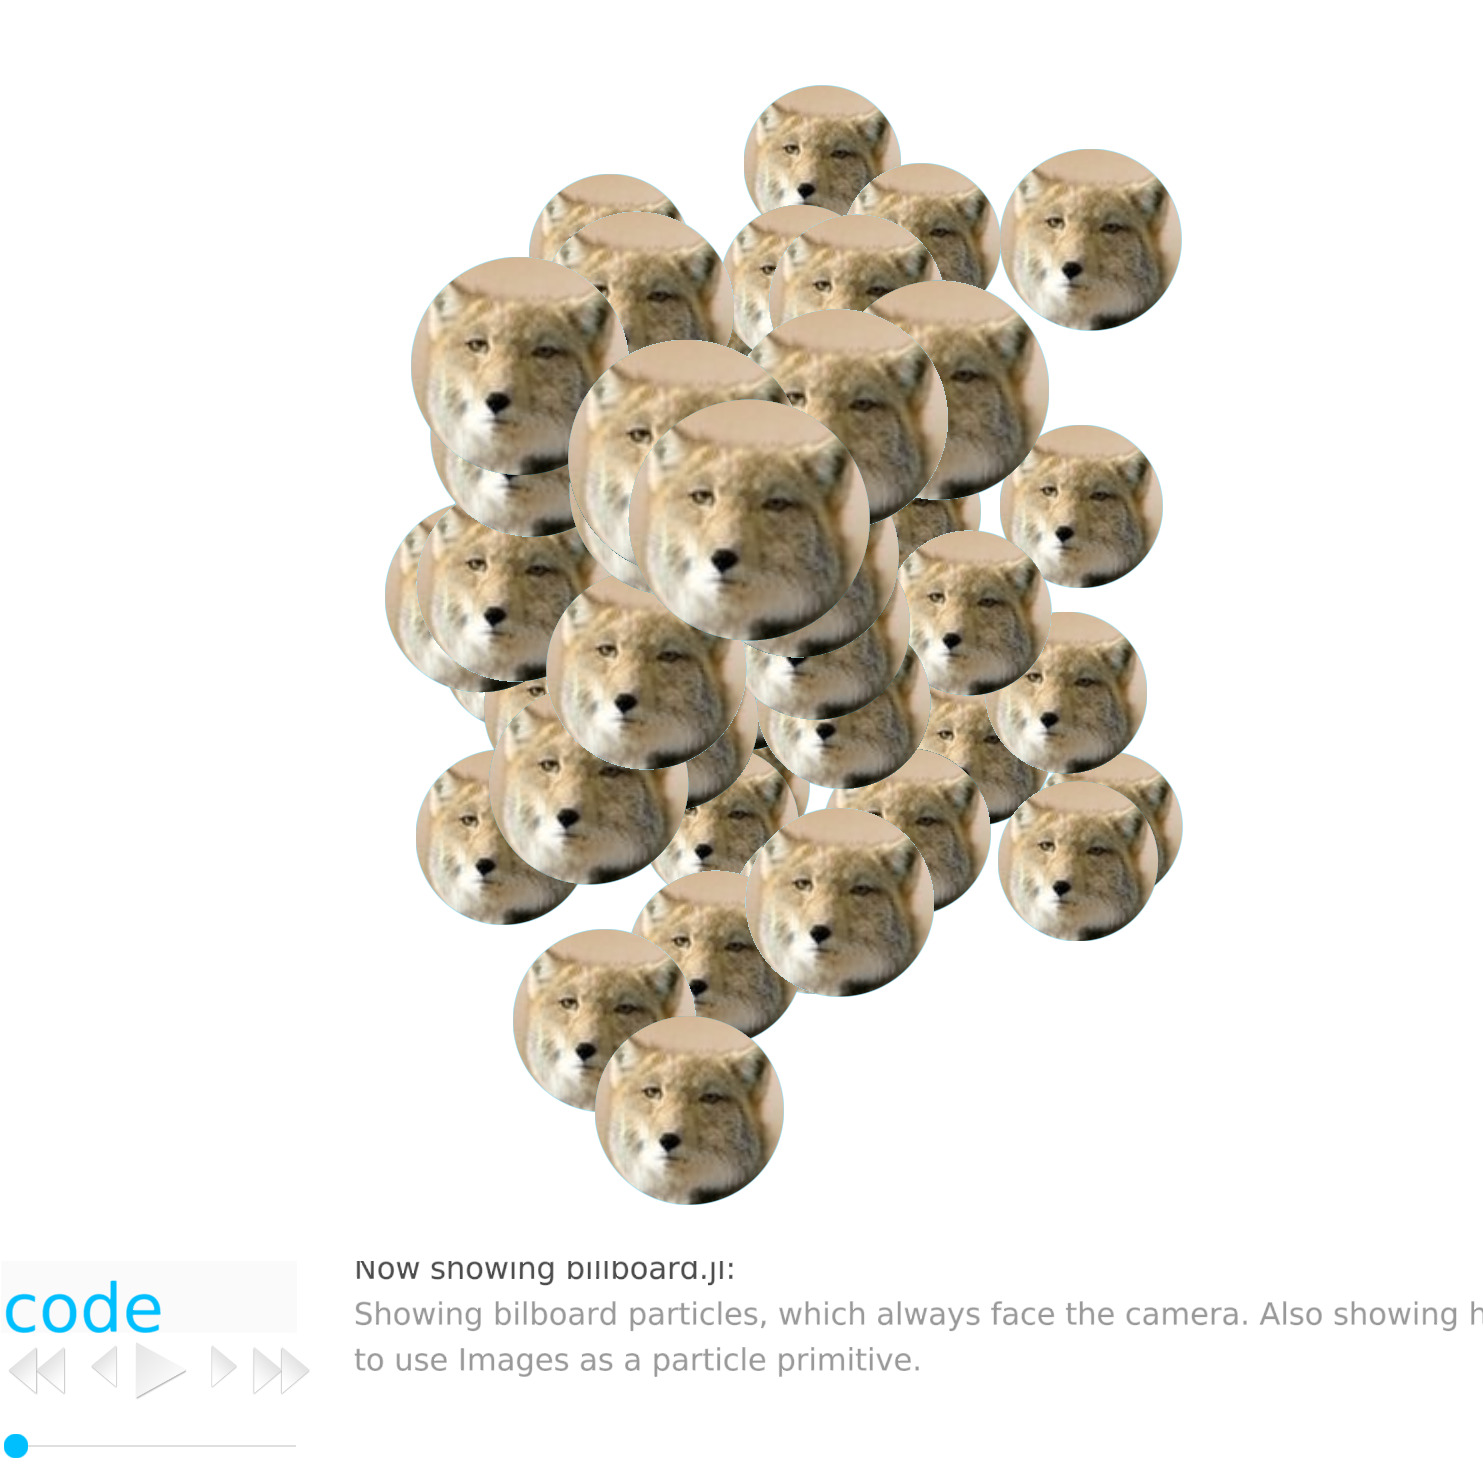 Now showing billboard.jl:
code
Showing bilboard particles, which always face the camera. Also showing
to use Images as a particle primitive.